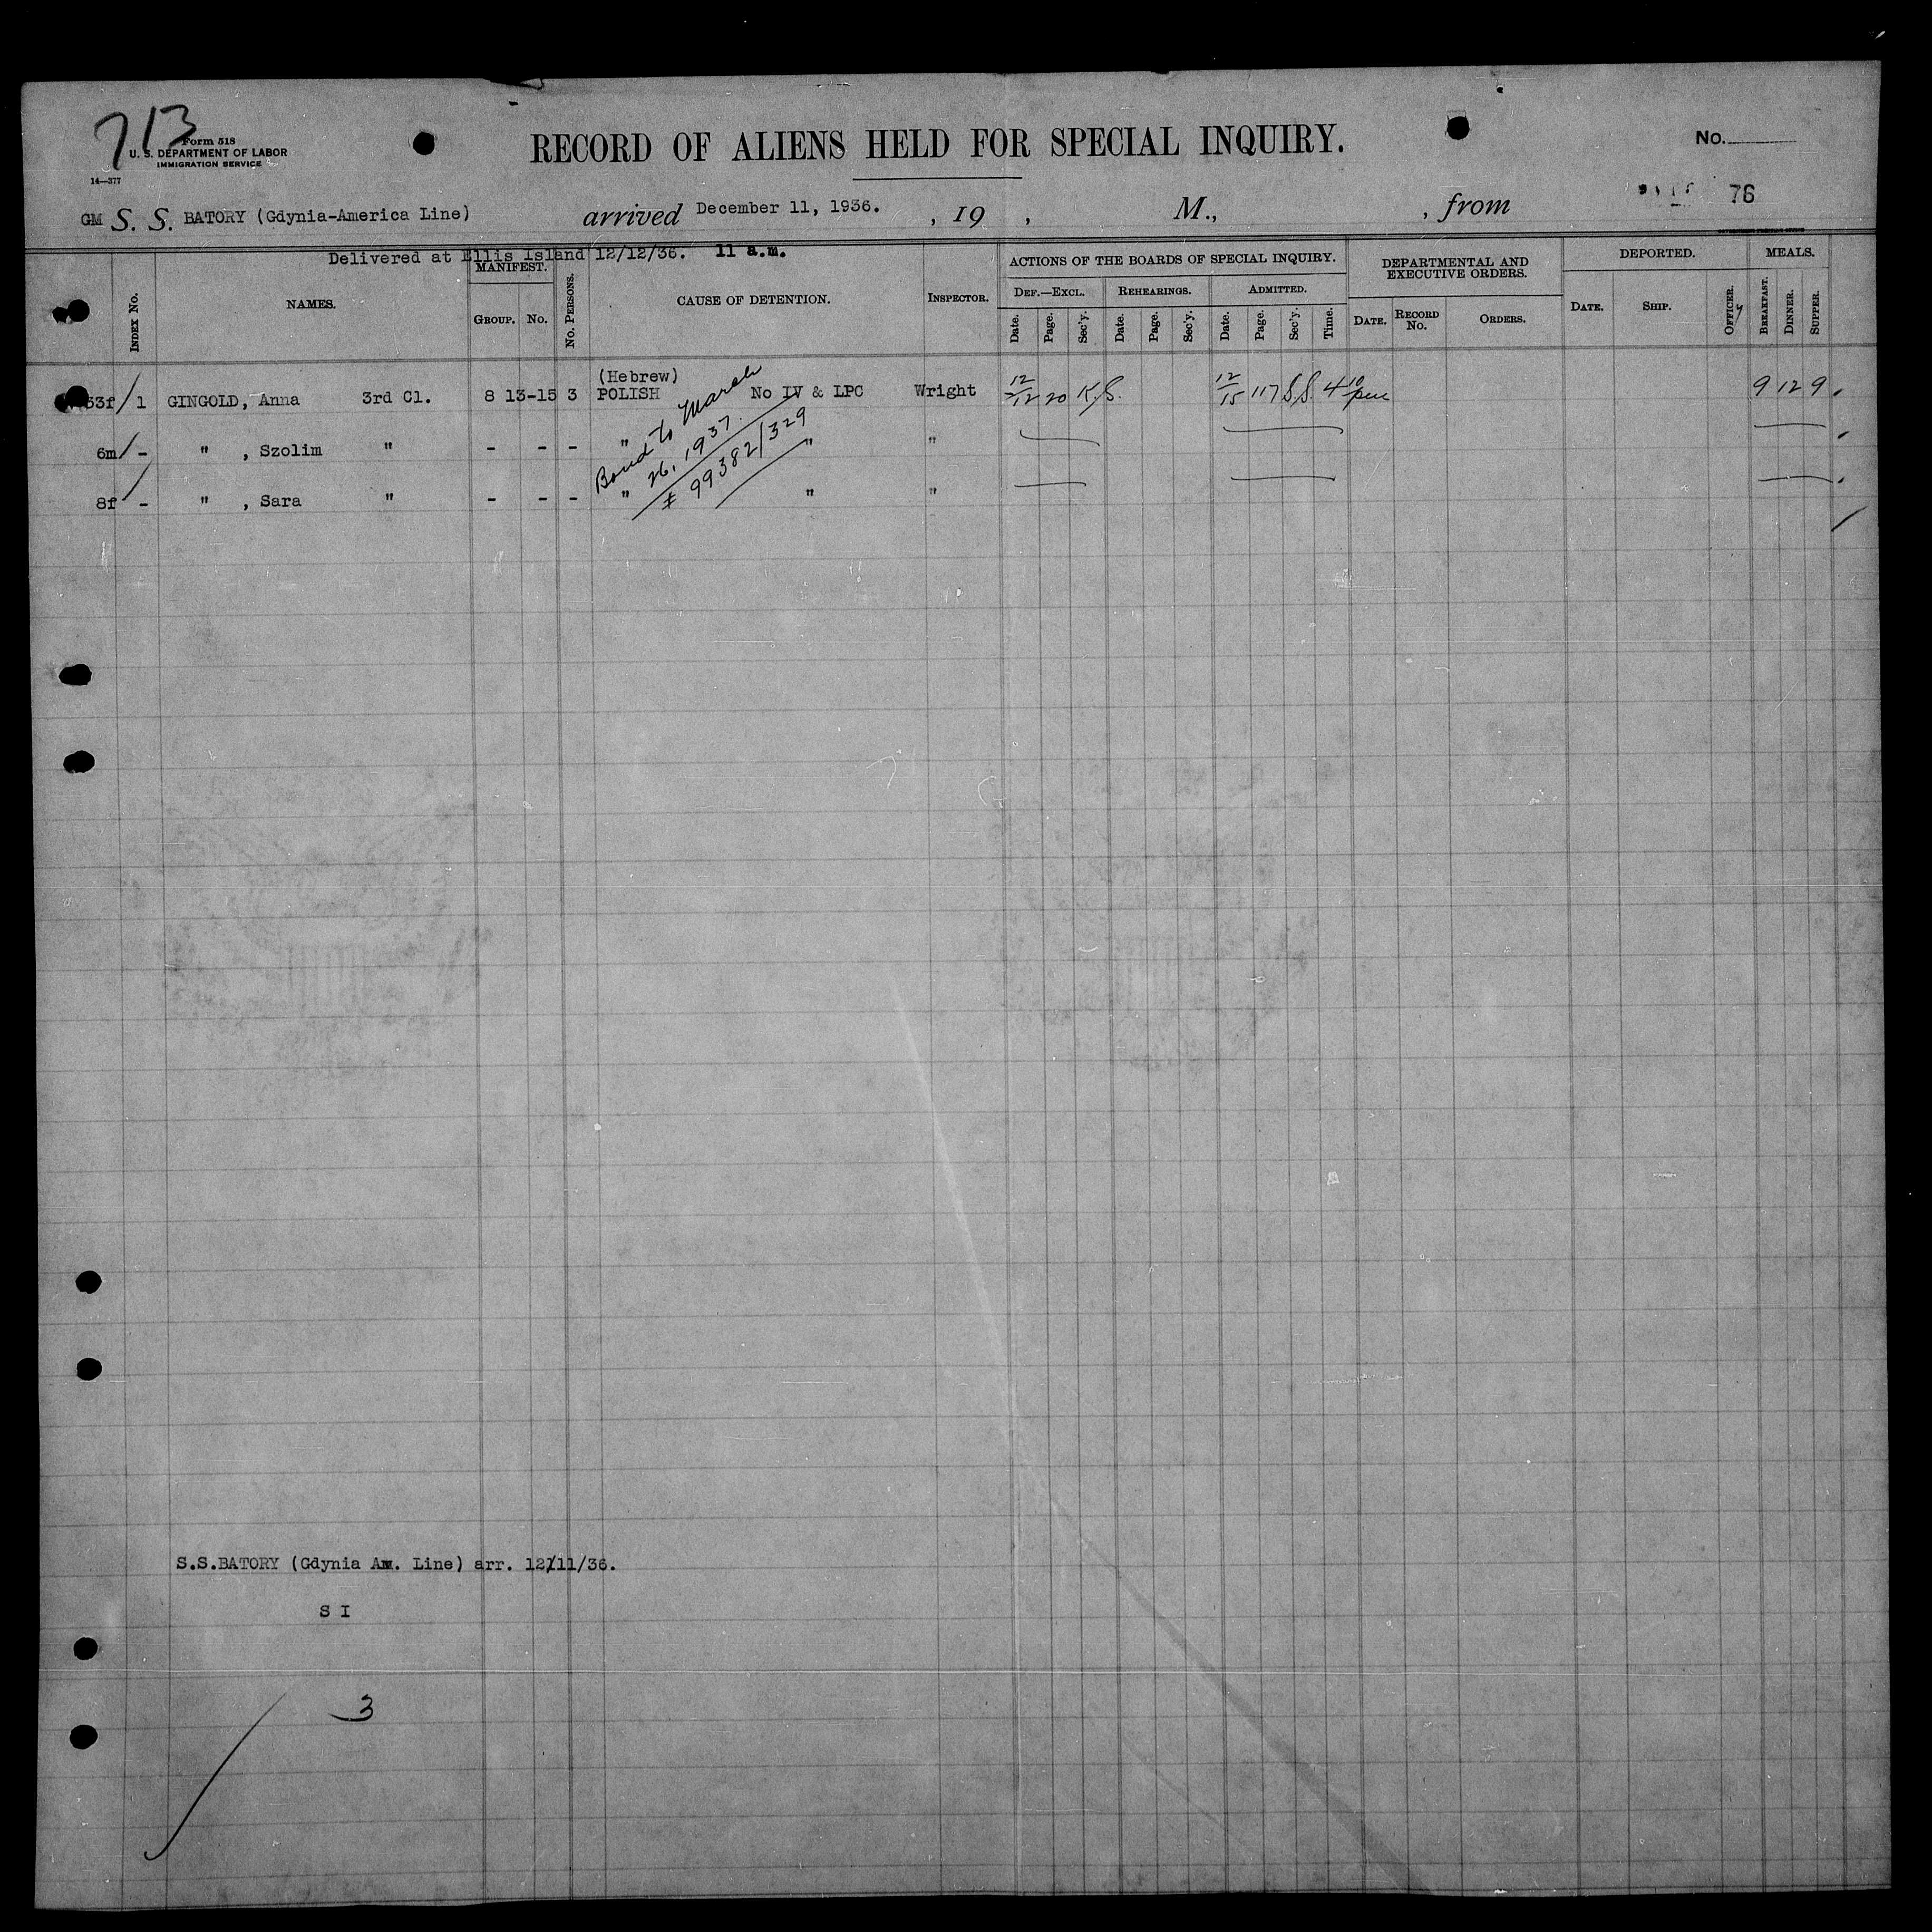 713
Form 518
U. S. DEPARTMENT OF LABOR
IMMIGRATION SERVICE
14—377
RECORD OF ALIENS HELD FOR SPECIAL INQUIRY.
No.
76
GM S. S. BATORY (Gdynia-America Line) arrived December 11, 1936. , 19 , M., , from
Delivered at Ellis Island 12/12/36. 11 a.m.
INDEX No. NAMES. MANIFEST. GROUP. No. No. PERSONS. CAUSE OF DETENTION. INSPECTOR.
ACTIONS OF THE BOARDS OF SPECIAL INQUIRY.
DEF.—EXCL. REHEARINGS. ADMITTED.
Date. Page. Sec'y. Date. Page. Sec'y. Date. Page. Sec'y. Time.
DEPARTMENTAL AND EXECUTIVE ORDERS.
DATE. RECORD No. ORDERS.
DEPORTED.
DATE. SHIP. OFFICER.
MEALS.
BREAKFAST. DINNER. SUPPER.
(Hebrew)
33f 1 GINGOLD, Anna 3rd Cl. 8 13-15 3 POLISH No IV & LPC Wright 12/12 20 K.S. 12/15 117 S.S. 4 10 9 12 9
6m - " , Szolim " - - - " " "
8f - " , Sara " - - - " " "
Bond to March
26, 1937.
# 99382/329
S.S.BATORY (Gdynia Am. Line) arr. 12/11/36.
S I
3